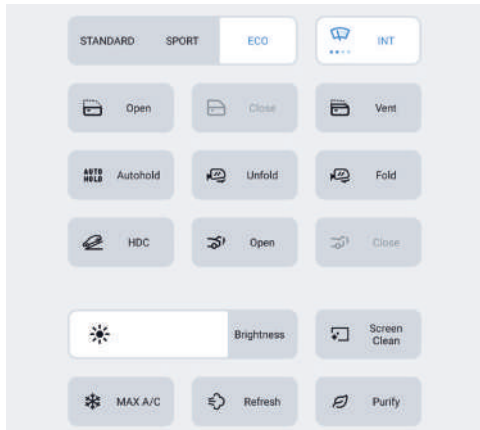 STANDARD SPORT ECO INT
Open Close Vent
AUTO HOLD Autohold Unfold Fold
HDC Open Close
Brightness Screen Clean
MAX A/C Refresh Purify